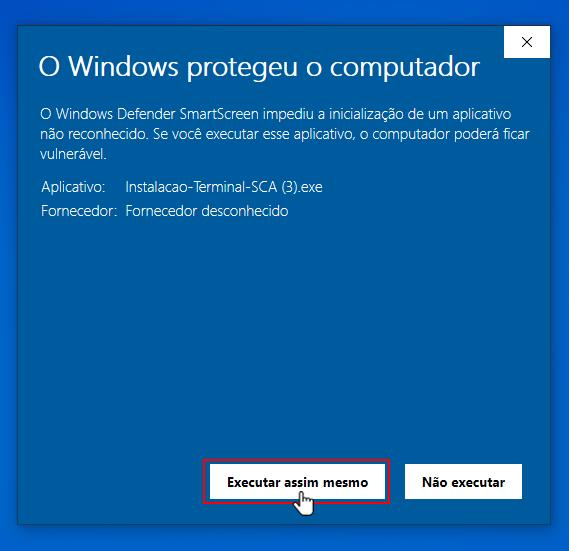 O Windows protegeu o computador
O Windows Defender SmartScreen impediu a inicialização de um aplicativo
não reconhecido. Se você executar esse aplicativo, o computador poderá ficar
vulnerável.
Aplicativo: Instalacao-Terminal-SCA (3).exe
Fornecedor: Fornecedor desconhecido
Executar assim mesmo Não executar